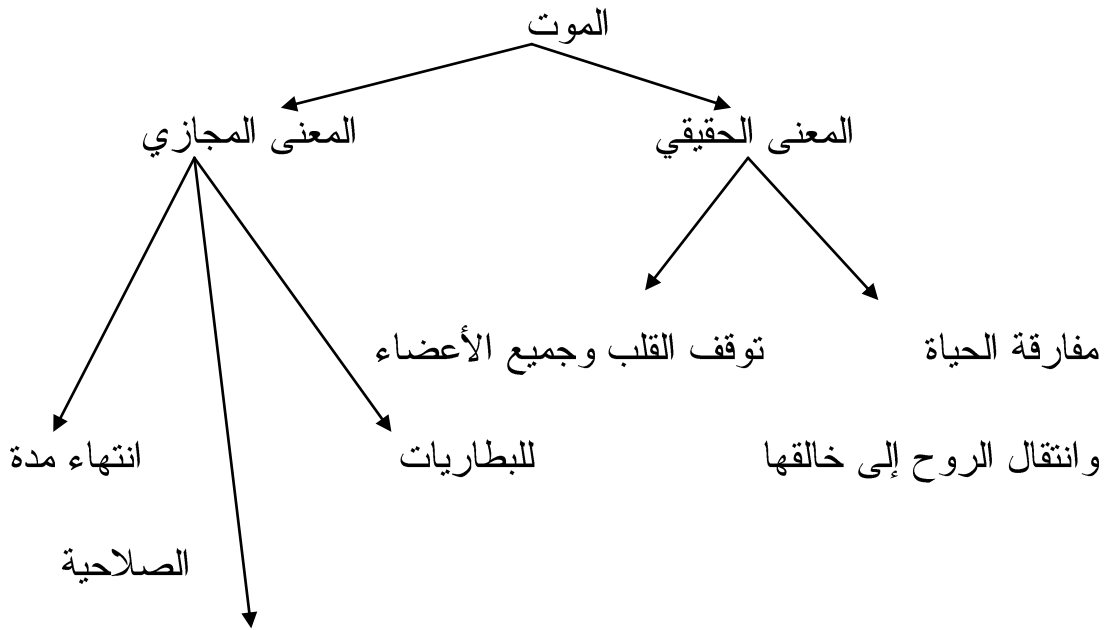 الموت
المعنى الحقيقي
المعنى المجازي
مفارقة الحياة
توقف القلب وجميع الأعضاء
وانتقال الروح إلى خالقها
للبطاريات
انتهاء مدة
الصلاحية